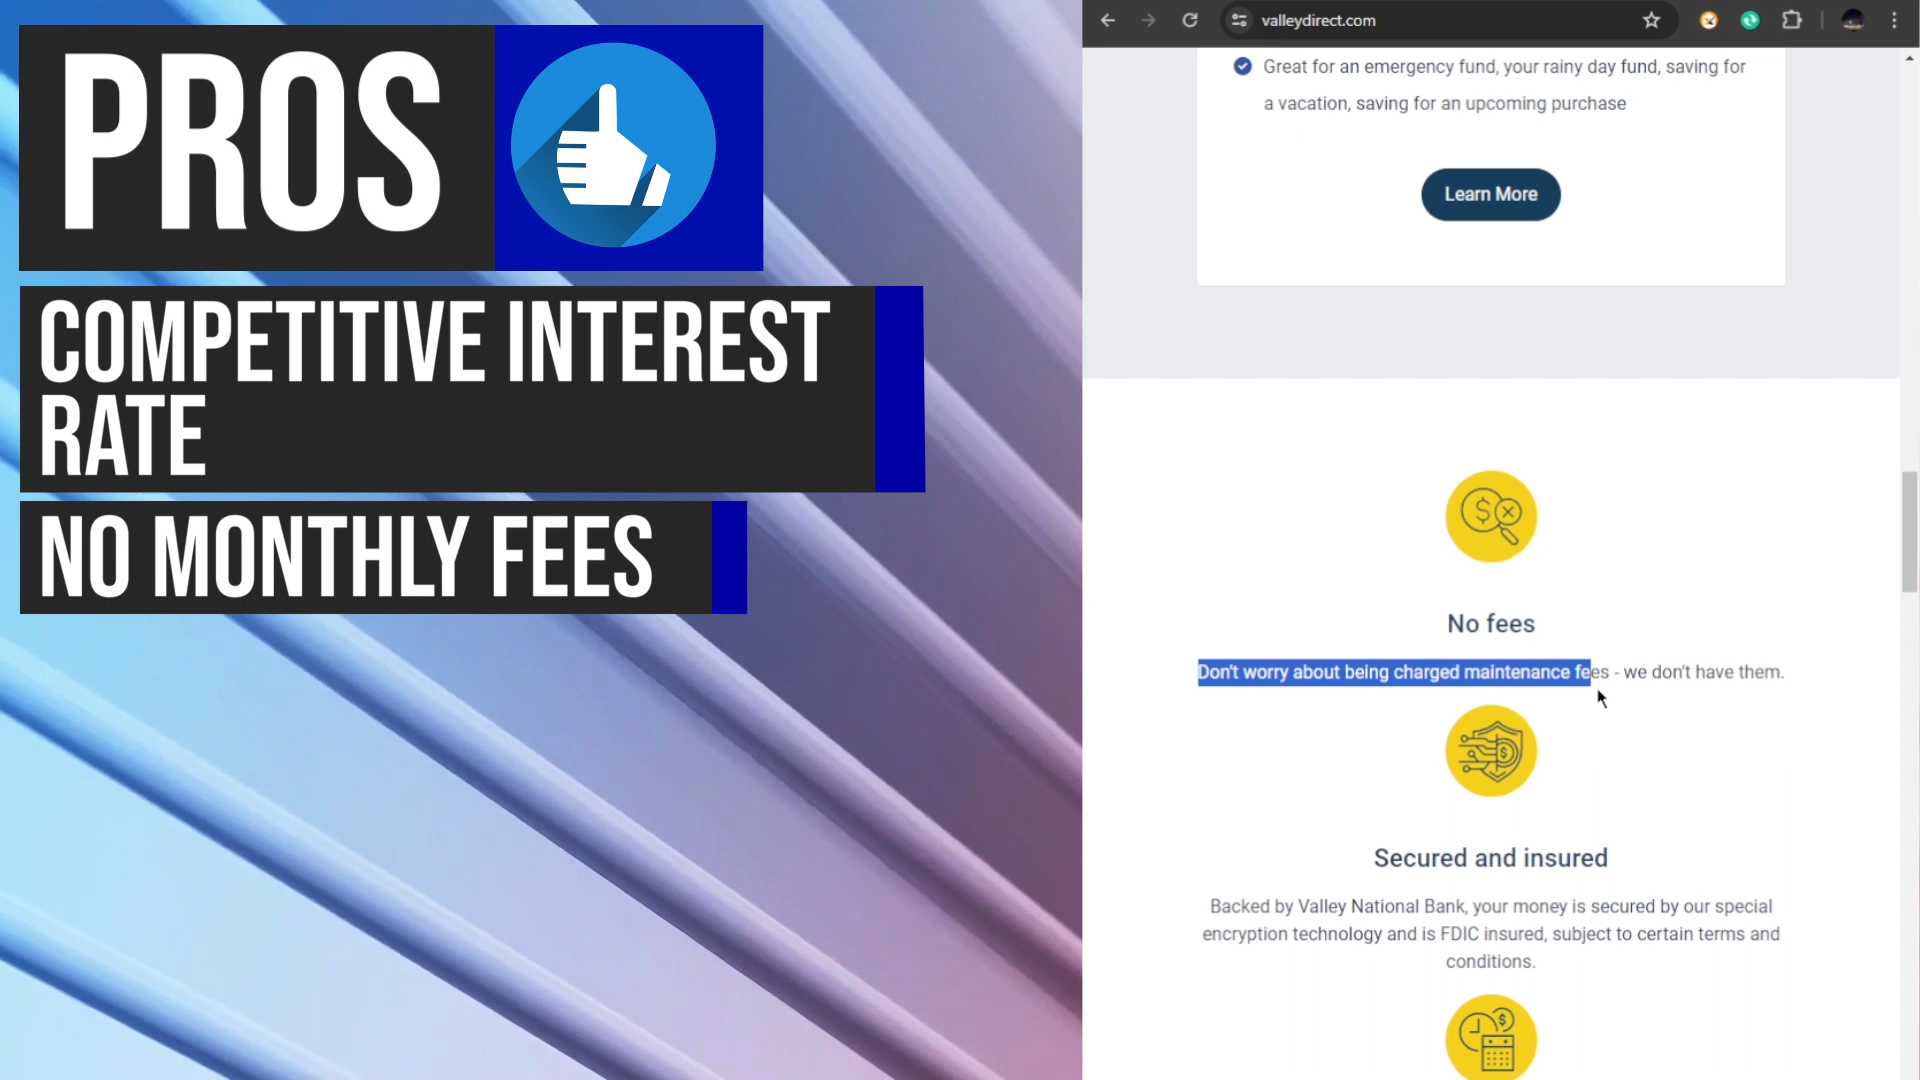 PROS
COMPETITIVE INTEREST
RATE
NO MONTHLY FEES
valleydirect.com
Great for an emergency fund, your rainy day fund, saving for
a vacation, saving for an upcoming purchase
Learn More
No fees
Don't worry about being charged maintenance fees - we don't have them.
Secured and insured
Backed by Valley National Bank, your money is secured by our special
encryption technology and is FDIC insured, subject to certain terms and
conditions.